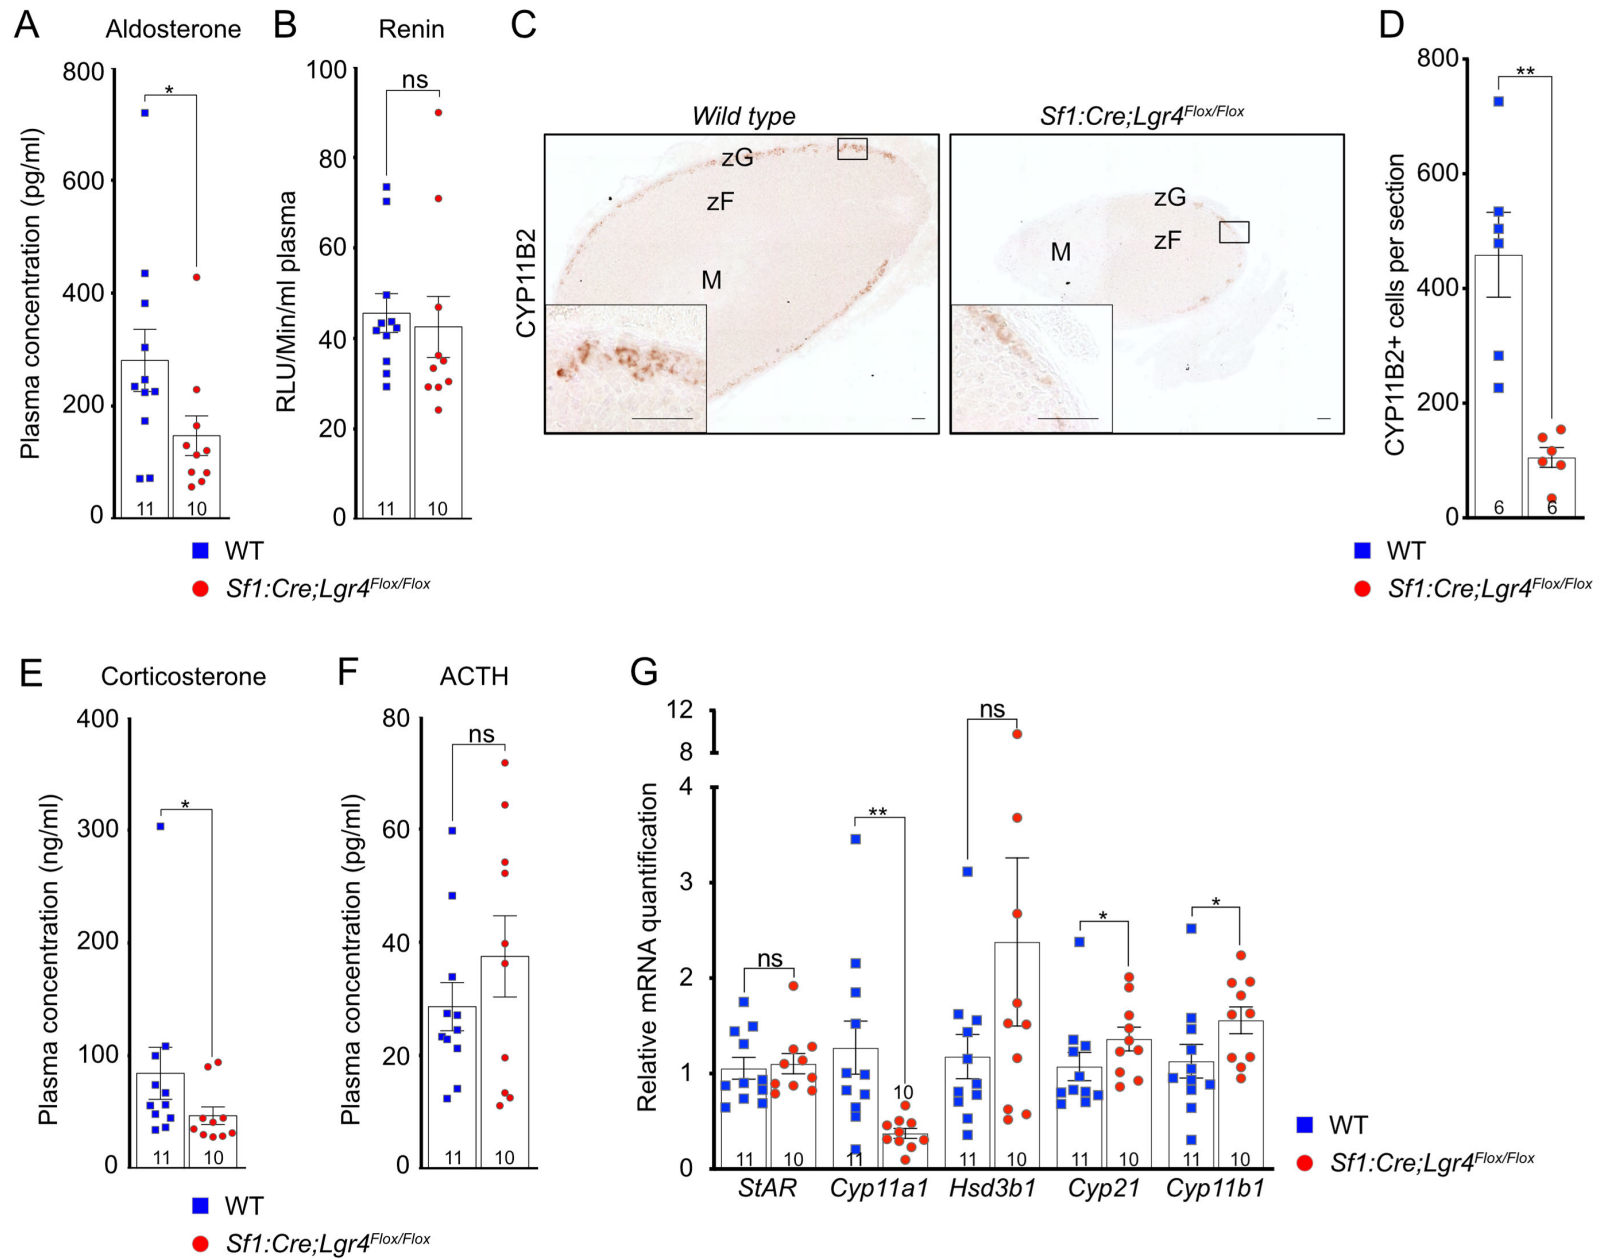 A
Aldosterone
Plasma concentration (pg/ml)
800
600
400
200
0
*
11
10
B
Renin
RLU/Min/ml plasma
100
80
60
40
20
0
ns
11
10
WT
Sf1:Cre;Lgr4Flox/Flox
C
Wild type
Sf1:Cre;Lgr4Flox/Flox
CYP11B2
zG
zF
M
zG
zF
M
D
CYP11B2+ cells per section
800
600
400
200
0
**
6
6
WT
Sf1:Cre;Lgr4Flox/Flox
E
Corticosterone
Plasma concentration (ng/ml)
400
300
200
100
0
*
11
10
WT
Sf1:Cre;Lgr4Flox/Flox
F
ACTH
Plasma concentration (pg/ml)
80
60
40
20
0
ns
11
10
G
Relative mRNA quantification
12
8
4
3
2
1
0
ns
**
ns
*
*
11
10
11
10
11
10
11
10
11
10
StAR
Cyp11a1
Hsd3b1
Cyp21
Cyp11b1
WT
Sf1:Cre;Lgr4Flox/Flox